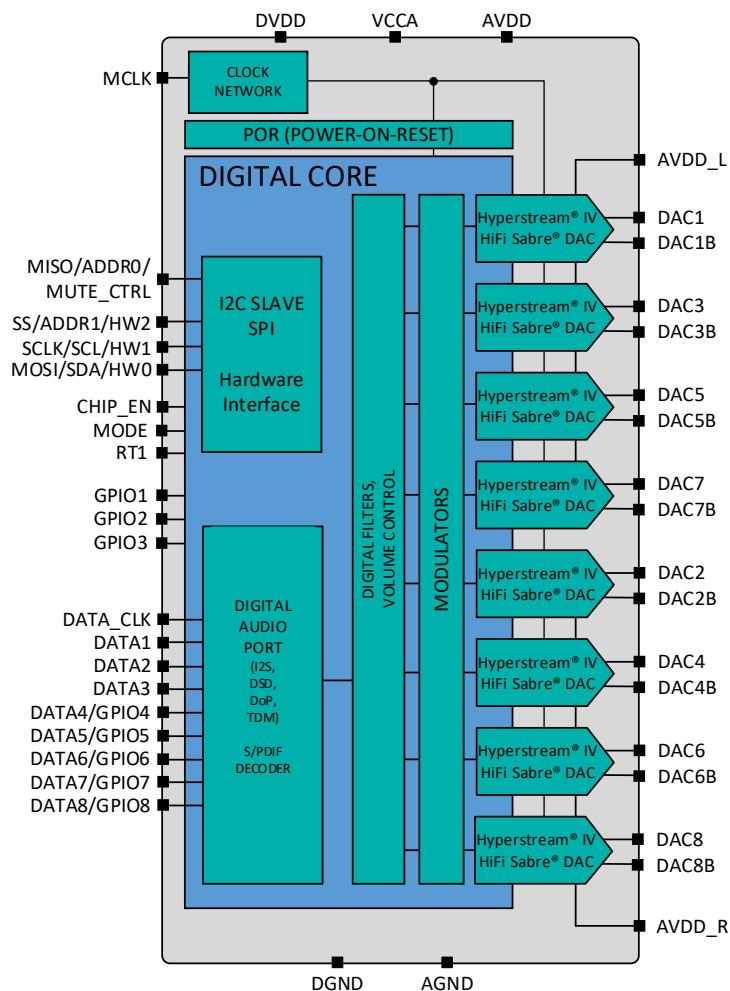 DVDD
VCCA
AVDD
MCLK
CLOCK
NETWORK
POR (POWER-ON-RESET)
DIGITAL CORE
AVDD_L
MISO/ADDR0/
MUTE_CTRL
SS/ADDR1/HW2
SCLK/SCL/HW1
MOSI/SDA/HW0
CHIP_EN
MODE
RT1
GPIO1
GPIO2
GPIO3
DATA_CLK
DATA1
DATA2
DATA3
DATA4/GPIO4
DATA5/GPIO5
DATA6/GPIO6
DATA7/GPIO7
DATA8/GPIO8
I2C SLAVE
SPI
Hardware
Interface
DIGITAL
AUDIO
PORT
(I2S,
DSD,
DoP,
TDM)
S/PDIF
DECODER
DIGITAL FILTERS,
VOLUME CONTROL
MODULATORS
Hyperstream® IV
HiFi Sabre® DAC
DAC1
DAC1B
Hyperstream® IV
HiFi Sabre® DAC
DAC3
DAC3B
Hyperstream® IV
HiFi Sabre® DAC
DAC5
DAC5B
Hyperstream® IV
HiFi Sabre® DAC
DAC7
DAC7B
Hyperstream® IV
HiFi Sabre® DAC
DAC2
DAC2B
Hyperstream® IV
HiFi Sabre® DAC
DAC4
DAC4B
Hyperstream® IV
HiFi Sabre® DAC
DAC6
DAC6B
Hyperstream® IV
HiFi Sabre® DAC
DAC8
DAC8B
AVDD_R
DGND
AGND